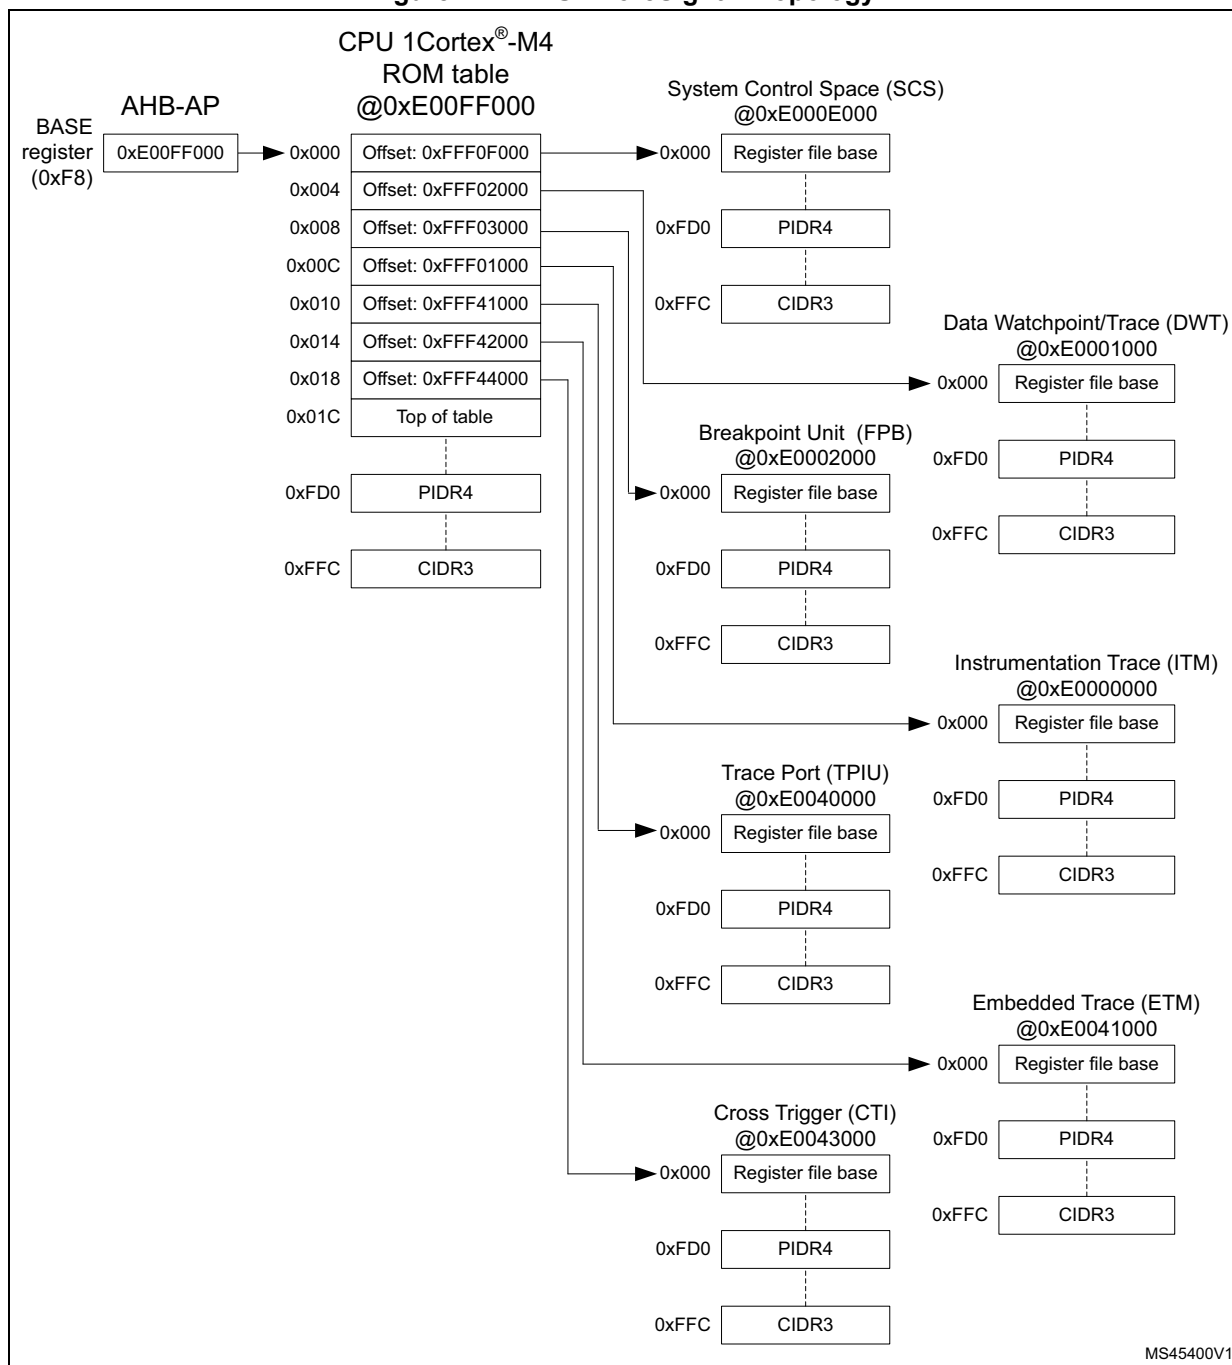 CPU 1Cortex®-M4
ROM table
@0xE00FF000
AHB-AP
BASE
register
(0xF8)
0xE00FF000
0x000 Offset: 0xFFF0F000
0x004 Offset: 0xFFF02000
0x008 Offset: 0xFFF03000
0x00C Offset: 0xFFF01000
0x010 Offset: 0xFFF41000
0x014 Offset: 0xFFF42000
0x018 Offset: 0xFFF44000
0x01C Top of table
0xFD0 PIDR4
0xFFC CIDR3
System Control Space (SCS)
@0xE000E000
0x000 Register file base
0xFD0 PIDR4
0xFFC CIDR3
Data Watchpoint/Trace (DWT)
@0xE0001000
0x000 Register file base
0xFD0 PIDR4
0xFFC CIDR3
Breakpoint Unit (FPB)
@0xE0002000
0x000 Register file base
0xFD0 PIDR4
0xFFC CIDR3
Instrumentation Trace (ITM)
@0xE0000000
0x000 Register file base
0xFD0 PIDR4
0xFFC CIDR3
Trace Port (TPIU)
@0xE0040000
0x000 Register file base
0xFD0 PIDR4
0xFFC CIDR3
Embedded Trace (ETM)
@0xE0041000
0x000 Register file base
0xFD0 PIDR4
0xFFC CIDR3
Cross Trigger (CTI)
@0xE0043000
0x000 Register file base
0xFD0 PIDR4
0xFFC CIDR3
MS45400V1